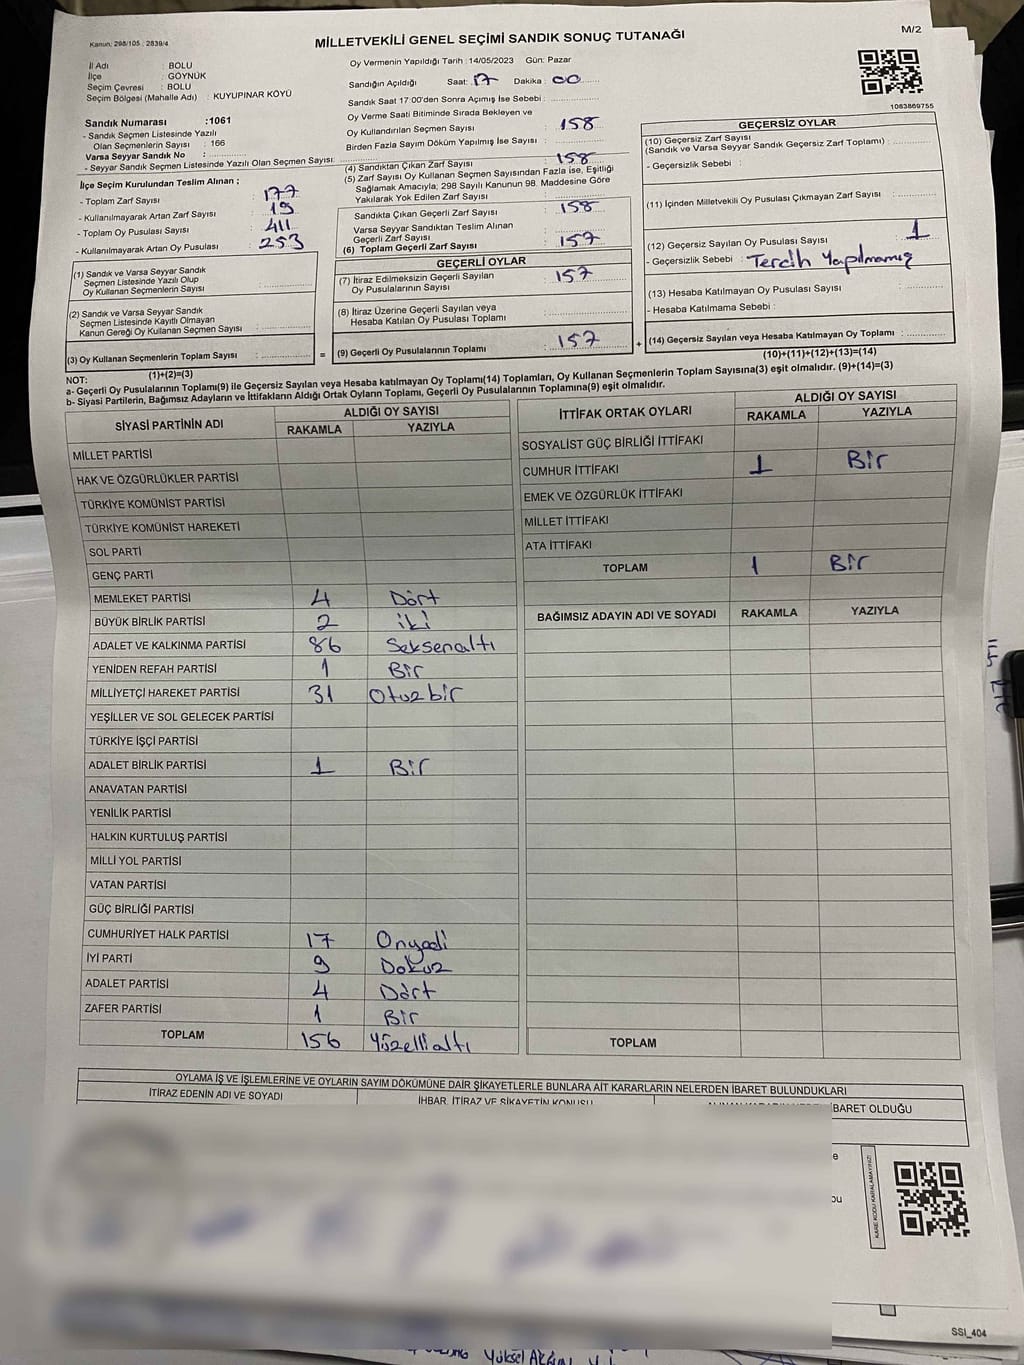 Kanun; 298/105 ; 2839/4
MİLLETVEKİLİ GENEL SEÇİMİ SANDIK SONUÇ TUTANAĞI
M/2
İl Adı : BOLU
İlçe : GÖYNÜK
Seçim Çevresi : BOLU
Seçim Bölgesi (Mahalle Adı) : KUYUPINAR KÖYÜ
Sandık Numarası :1061
- Sandık Seçmen Listesinde Yazılı
Olan Seçmenlerin Sayısı : 166
Varsa Seyyar Sandık No :
- Seyyar Sandık Seçmen Listesinde Yazılı Olan Seçmen Sayısı:
İlçe Seçim Kurulundan Teslim Alınan ;
- Toplam Zarf Sayısı : 177
- Kullanılmayarak Artan Zarf Sayısı : 19
- Toplam Oy Pusulası Sayısı : 411
- Kullanılmayarak Artan Oy Pusulası : 253
(1) Sandık ve Varsa Seyyar Sandık
Seçmen Listesinde Yazılı Olup
Oy Kullanan Seçmenlerin Sayısı :
(2) Sandık ve Varsa Seyyar Sandık
Seçmen Listesinde Kayıtlı Olmayan
Kanun Gereği Oy Kullanan Seçmen Sayısı :
(3) Oy Kullanan Seçmenlerin Toplam Sayısı : =
(1)+(2)=(3)
Oy Vermenin Yapıldığı Tarih : 14/05/2023 Gün: Pazar
Sandığın Açıldığı Saat: 17 Dakika : 00
Sandık Saat 17:00'den Sonra Açımış İse Sebebi :
Oy Verme Saati Bitiminde Sırada Bekleyen ve
Oy Kullandırılan Seçmen Sayısı : 158
Birden Fazla Sayım Döküm Yapılmış İse Sayısı :
(4) Sandıktan Çıkan Zarf Sayısı : 158
(5) Zarf Sayısı Oy Kullanan Seçmen Sayısından Fazla İse, Eşitliği
Sağlamak Amacıyla; 298 Sayılı Kanunun 98. Maddesine Göre
Yakılarak Yok Edilen Zarf Sayısı :
Sandıkta Çıkan Geçerli Zarf Sayısı : 158
Varsa Seyyar Sandıktan Teslim Alınan
Geçerli Zarf Sayısı :
(6) Toplam Geçerli Zarf Sayısı : 157
GEÇERLİ OYLAR
(7) İtiraz Edilmeksizin Geçerli Sayılan
Oy Pusulalarının Sayısı : 157
(8) İtiraz Üzerine Geçerli Sayılan veya
Hesaba Katılan Oy Pusulası Toplamı :
(9) Geçerli Oy Pusulalarının Toplamı : 157 +
1083869755
GEÇERSİZ OYLAR
(10) Geçersiz Zarf Sayısı
(Sandık ve Varsa Sandık Geçersiz Zarf Toplamı) :
- Geçersizlik Sebebi :
(11) İçinden Milletvekili Oy Pusulası Çıkmayan Zarf Sayısı :
(12) Geçersiz Sayılan Oy Pusulası Sayısı : 1
- Geçersizlik Sebebi : Tercih Yapılmamış
(13) Hesaba Katılmayan Oy Pusulası Sayısı :
- Hesaba Katılmama Sebebi :
(14) Geçersiz Sayılan veya Hesaba Katılmayan Oy Toplamı :
(10)+(11)+(12)+(13)=(14)
NOT:
a- Geçerli Oy Pusulalarının Toplamı(9) ile Geçersiz Sayılan veya Hesaba katılmayan Oy Toplamı(14) Toplamları, Oy Kullanan Seçmenlerin Toplam Sayısına(3) eşit olmalıdır. (9)+(14)=(3)
b- Siyasi Partilerin, Bağımsız Adayların ve İttifakların Aldığı Ortak Oyların Toplamı, Geçerli Oy Pusulalarının Toplamına(9) eşit olmalıdır.
SİYASİ PARTİNİN ADI ALDIĞI OY SAYISI
RAKAMLA YAZIYLA
MİLLET PARTİSİ
HAK VE ÖZGÜRLÜKLER PARTİSİ
TÜRKİYE KOMÜNİST PARTİSİ
TÜRKİYE KOMÜNİST HAREKETİ
SOL PARTİ
GENÇ PARTİ
MEMLEKET PARTİSİ 4 Dört
BÜYÜK BİRLİK PARTİSİ 2 iki
ADALET VE KALKINMA PARTİSİ 86 Seksenaltı
YENİDEN REFAH PARTİSİ 1 Bir
MİLLİYETÇİ HAREKET PARTİSİ 31 Otuzbir
YEŞİLLER VE SOL GELECEK PARTİSİ
TÜRKİYE İŞÇİ PARTİSİ
ADALET BİRLİK PARTİSİ 1 Bir
ANAVATAN PARTİSİ
YENİLİK PARTİSİ
HALKIN KURTULUŞ PARTİSİ
MİLLİ YOL PARTİSİ
VATAN PARTİSİ
GÜÇ BİRLİĞİ PARTİSİ
CUMHURİYET HALK PARTİSİ 17 Onyedi
İYİ PARTİ 9 Dokuz
ADALET PARTİSİ 4 Dört
ZAFER PARTİSİ 1 Bir
TOPLAM 156 Yüzellialtı
İTTİFAK ORTAK OYLARI ALDIĞI OY SAYISI
RAKAMLA YAZIYLA
SOSYALİST GÜÇ BİRLİĞİ İTTİFAKI
CUMHUR İTTİFAKI 1 Bir
EMEK VE ÖZGÜRLÜK İTTİFAKI
MİLLET İTTİFAKI
ATA İTTİFAKI
TOPLAM 1 Bir
BAĞIMSIZ ADAYIN ADI VE SOYADI RAKAMLA YAZIYLA
TOPLAM
OYLAMA İŞ VE İŞLEMLERİNE VE OYLARIN SAYIM DÖKÜMÜNE DAİR ŞİKAYETLERLE BUNLARA AİT KARARLARIN NELERDEN İBARET BULUNDUKLARI
İTİRAZ EDENİN ADI VE SOYADI İHBAR, İTİRAZ VE ŞİKAYETİN KONUSU BARET OLDUĞU
KARE KODU KARALAMAYINIZ!
SSI_404
Yüksel